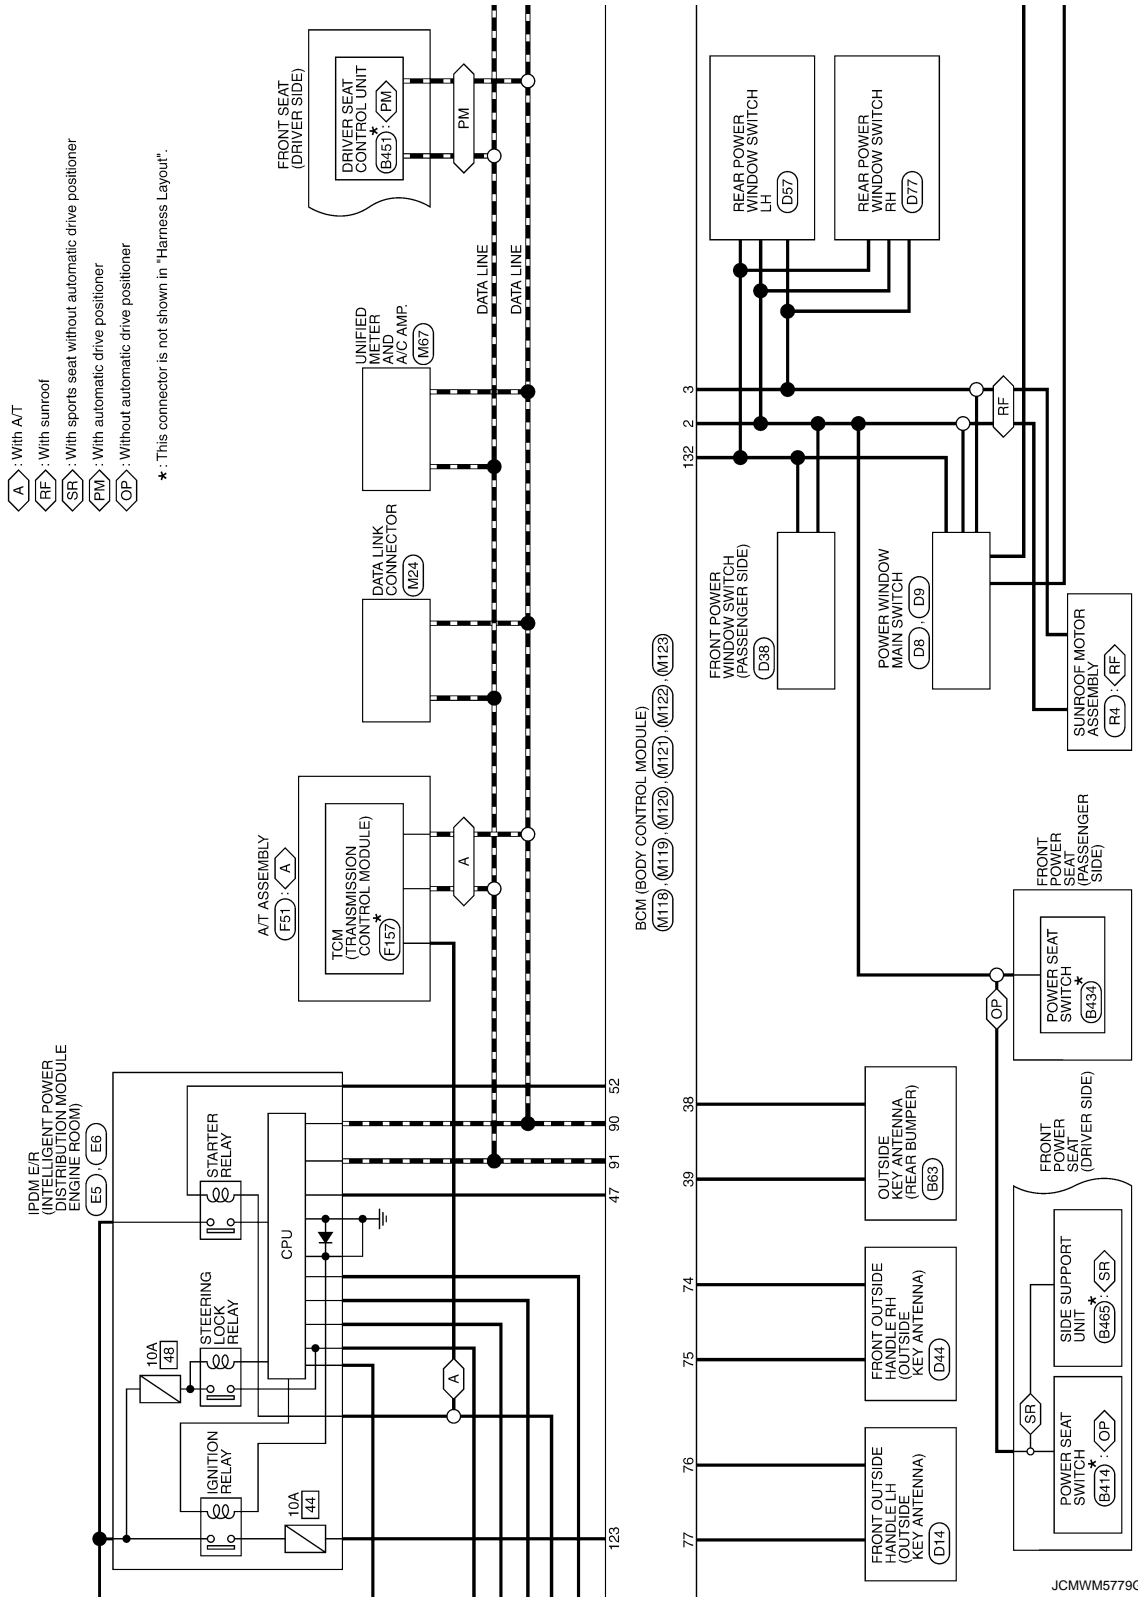 A : With A/T
RF : With sunroof
SR : With sports seat without automatic drive positioner
PM : With automatic drive positioner
OP : Without automatic drive positioner
* : This connector is not shown in "Harness Layout".
IPDM E/R
(INTELLIGENT POWER
DISTRIBUTION MODULE
ENGINE ROOM)
E5 , E6
IGNITION
RELAY
10A
44
10A
48
STEERING
LOCK
RELAY
STARTER
RELAY
CPU
A
A/T ASSEMBLY
F51 : A
TCM
(TRANSMISSION
CONTROL MODULE)
*
F157
A
DATA LINK
CONNECTOR
M24
UNIFIED
METER
AND
A/C AMP.
M67
DATA LINE
DATA LINE
FRONT SEAT
(DRIVER SIDE)
DRIVER SEAT
CONTROL UNIT
*
B451 : PM
PM
123
47
91
90
52
BCM (BODY CONTROL MODULE)
M118 , M119 , M120 , M121 , M122 , M123
77
76
75
74
39
38
132
2
3
FRONT OUTSIDE
HANDLE LH
(OUTSIDE
KEY ANTENNA)
D14
FRONT OUTSIDE
HANDLE RH
(OUTSIDE
KEY ANTENNA)
D44
OUTSIDE
KEY ANTENNA
(REAR BUMPER)
B63
FRONT POWER
WINDOW SWITCH
(PASSENGER SIDE)
D38
REAR POWER
WINDOW SWITCH
LH
D57
REAR POWER
WINDOW SWITCH
RH
D77
POWER WINDOW
MAIN SWITCH
D8 , D9
RF
SUNROOF MOTOR
ASSEMBLY
R4 : RF
FRONT
POWER
SEAT
(DRIVER SIDE)
POWER SEAT
SWITCH
*
B414 : OP
SR
SIDE SUPPORT
UNIT
*
B465 : SR
OP
FRONT
POWER
SEAT
(PASSENGER
SIDE)
POWER SEAT
SWITCH
*
B434
JCMWM5779G